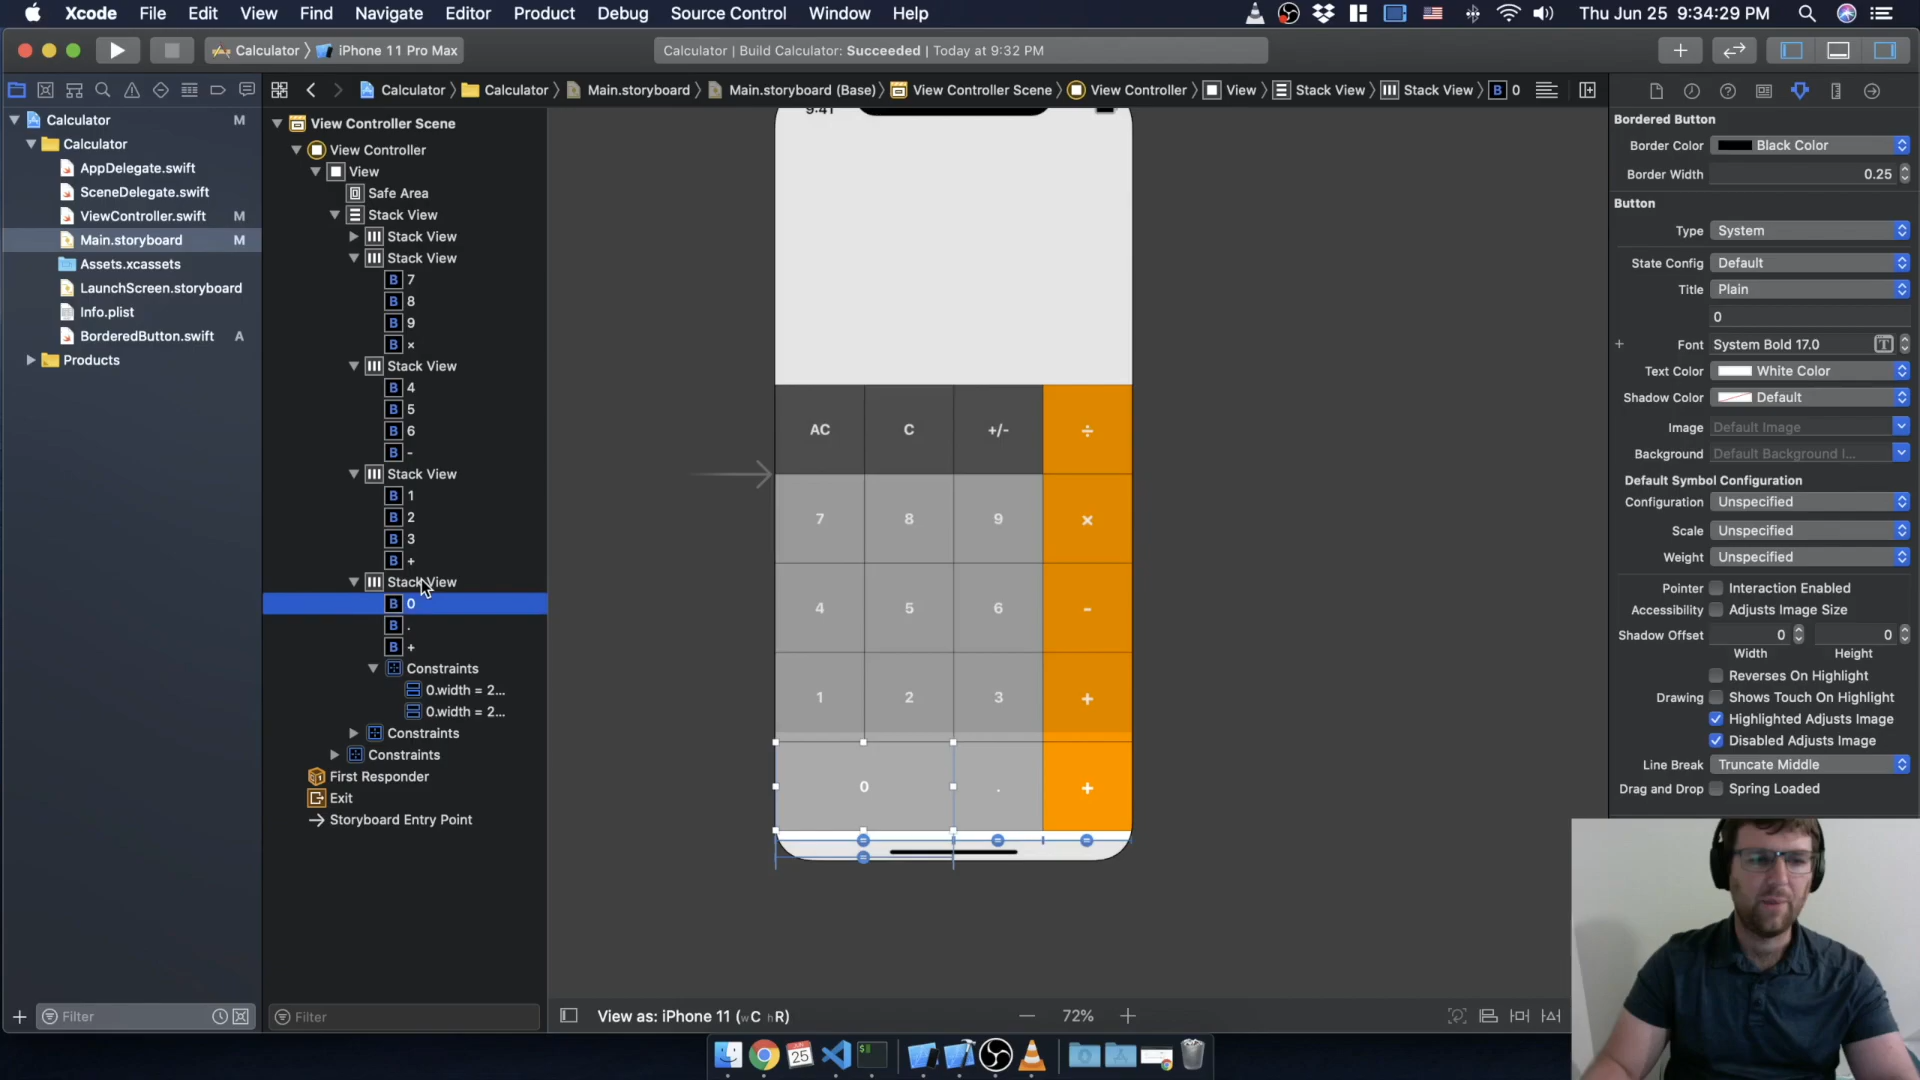 Xcode File Edit View Find Navigate Editor Product Debug Source Control Window Help Thu Jun 25 9:34:29 PM
Calculator iPhone 11 Pro Max Calculator | Build Calculator: Succeeded | Today at 9:32 PM
Calculator Calculator Main.storyboard Main.storyboard (Base) View Controller Scene View Controller View Stack View Stack View B 0
Calculator M
Calculator
AppDelegate.swift
SceneDelegate.swift
ViewController.swift M
Main.storyboard M
Assets.xcassets
LaunchScreen.storyboard
Info.plist
BorderedButton.swift A
Products
Filter
View Controller Scene
View Controller
View
Safe Area
Stack View
Stack View
Stack View
B 7
B 8
B 9
B ×
Stack View
B 4
B 5
B 6
B -
Stack View
B 1
B 2
B 3
B +
Stack View
B 0
B .
B +
Constraints
0.width = 2...
0.width = 2...
Constraints
Constraints
First Responder
Exit
Storyboard Entry Point
Filter
9:41
AC C +/- ÷
7 8 9 ×
4 5 6 -
1 2 3 +
0 . +
View as: iPhone 11 (wC hR) 72%
Bordered Button
Border Color Black Color
Border Width 0.25
Button
Type System
State Config Default
Title Plain
0
+ Font System Bold 17.0 T
Text Color White Color
Shadow Color Default
Image Default Image
Background Default Background I...
Default Symbol Configuration
Configuration Unspecified
Scale Unspecified
Weight Unspecified
Pointer Interaction Enabled
Accessibility Adjusts Image Size
Shadow Offset 0 0
Width Height
Reverses On Highlight
Drawing Shows Touch On Highlight
Highlighted Adjusts Image
Disabled Adjusts Image
Line Break Truncate Middle
Drag and Drop Spring Loaded
25